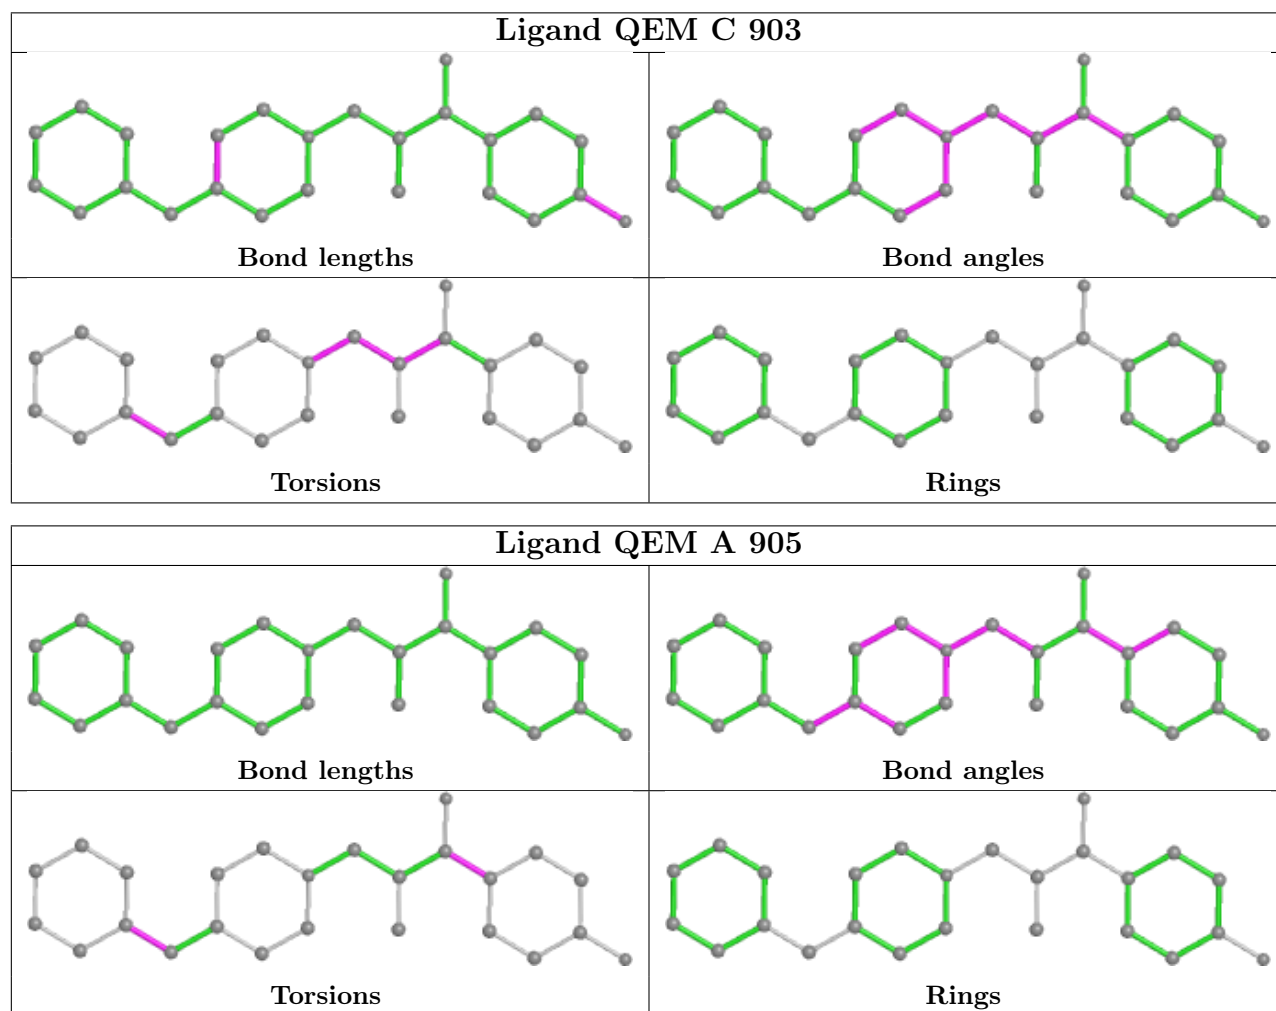 Ligand QEM C 903
Bond lengths
Bond angles
Torsions
Rings
Ligand QEM A 905
Bond lengths
Bond angles
Torsions
Rings